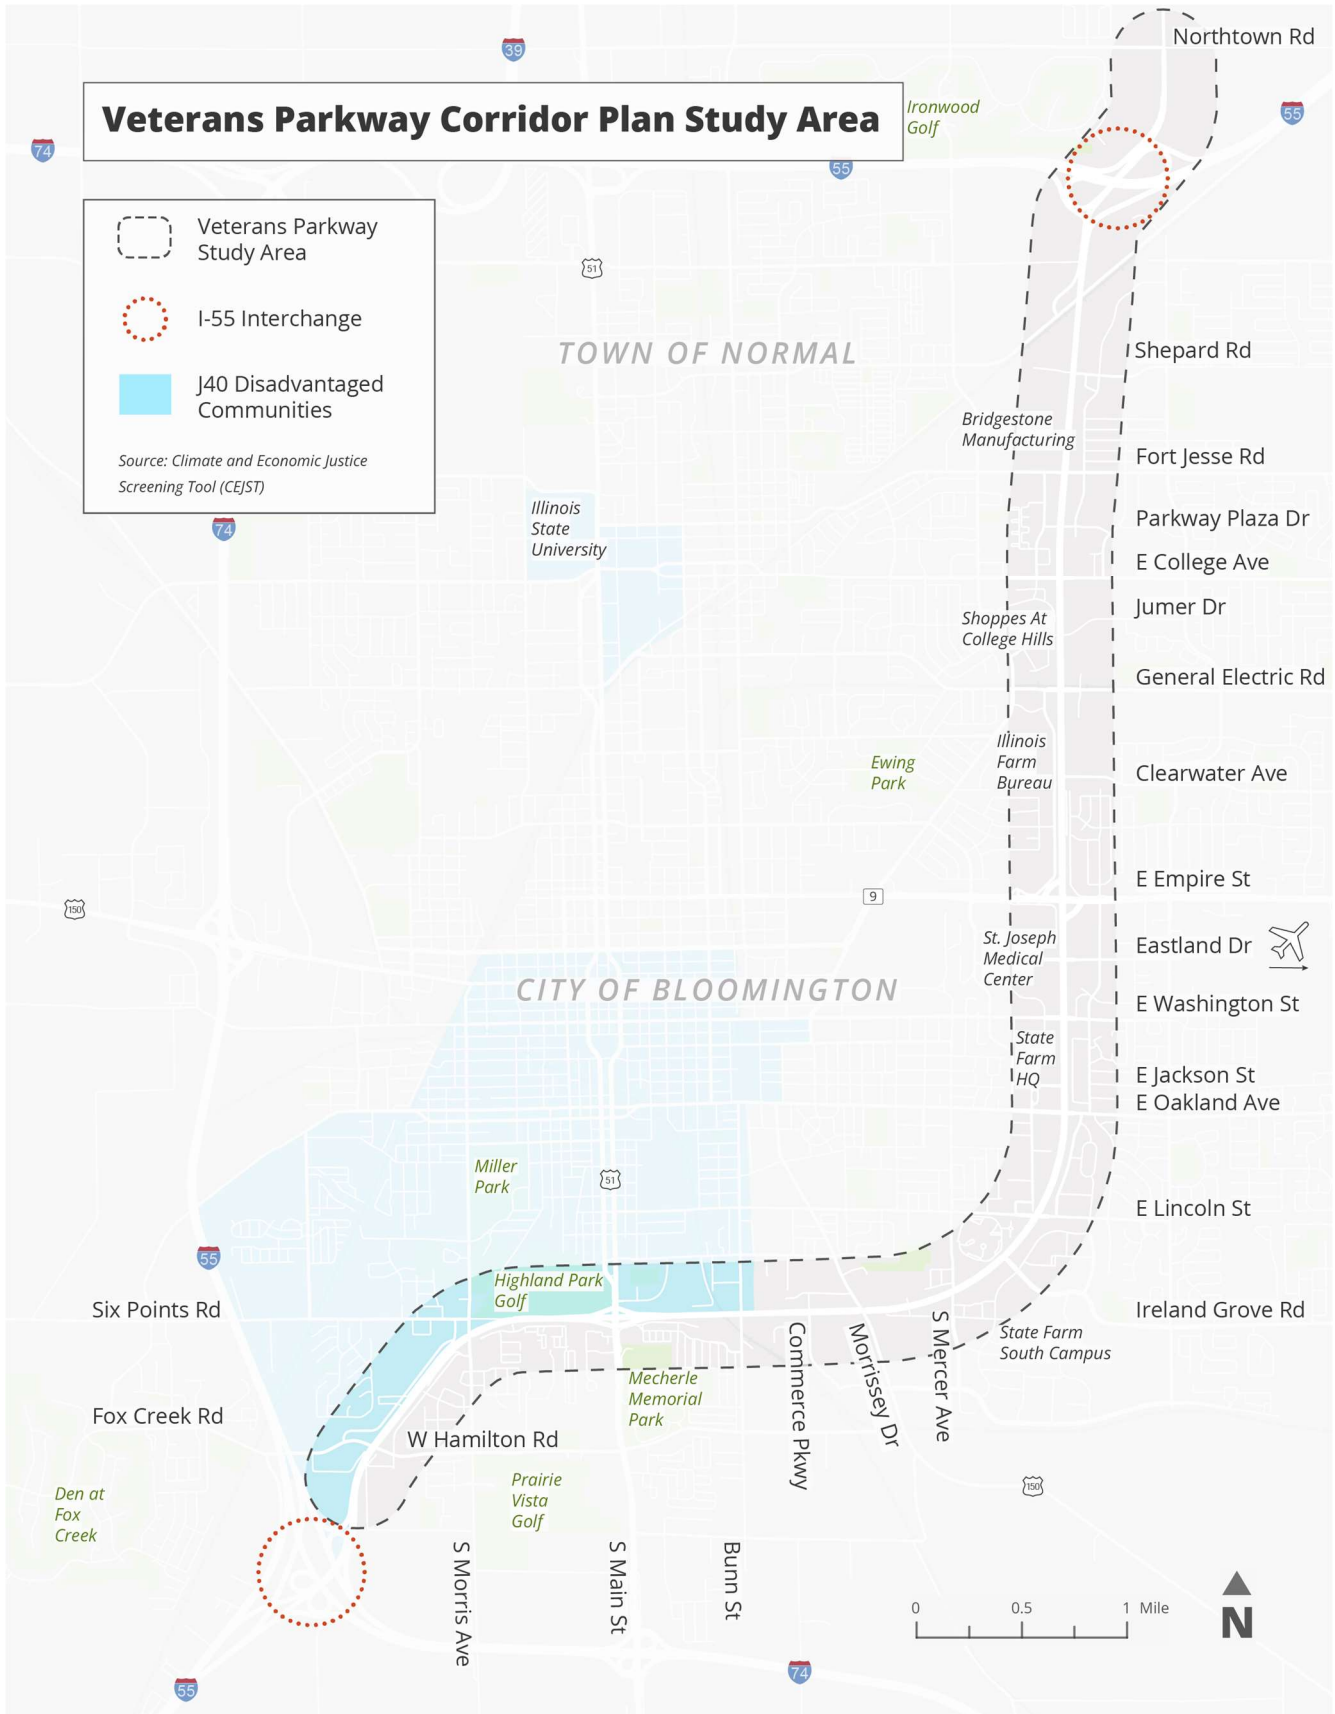 Northtown Rd
39
Veterans Parkway Corridor Plan Study Area
Ironwood
Golf
55
74
55
Veterans Parkway
Study Area
I-55 Interchange
J40 Disadvantaged
Communities
Source: Climate and Economic Justice
Screening Tool (CEJST)
51
TOWN OF NORMAL
Shepard Rd
Bridgestone
Manufacturing
Fort Jesse Rd
74
Illinois
State
University
Parkway Plaza Dr
E College Ave
Jumer Dr
Shoppes At
College Hills
General Electric Rd
Illinois
Farm
Bureau
Ewing
Park
Clearwater Ave
E Empire St
9
150
St. Joseph
Medical
Center
Eastland Dr
CITY OF BLOOMINGTON
E Washington St
State
Farm
HQ
E Jackson St
E Oakland Ave
Miller
Park
51
E Lincoln St
55
Highland Park
Golf
Six Points Rd
Ireland Grove Rd
State Farm
South Campus
S Mercer Ave
Morrissey Dr
Commerce Pkwy
Mecherle
Memorial
Park
Fox Creek Rd
W Hamilton Rd
Prairie
Vista
Golf
150
Den at
Fox
Creek
S Morris Ave
S Main St
Bunn St
0 0.5 1 Mile
N
74
55